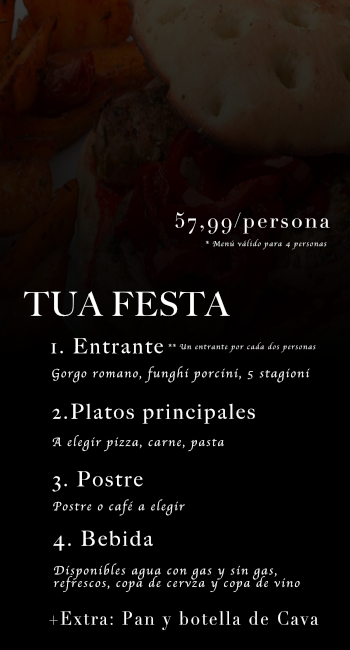 57,99/persona
* Menú válido para 4 personas
TUA FESTA
1. Entrante ** Un entrante por cada dos personas
Gorgo romano, funghi porcini, 5 stagioni
2.Platos principales
A elegir pizza, carne, pasta
3. Postre
Postre o café a elegir
4. Bebida
Disponibles agua con gas y sin gas,
refrescos, copa de cervza y copa de vino
+Extra: Pan y botella de Cava